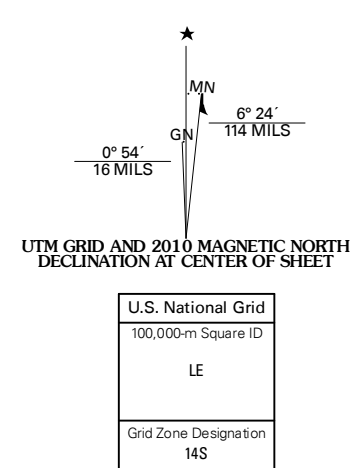 MN
6° 24´
114 MILS
GN
0° 54´
16 MILS
UTM GRID AND 2010 MAGNETIC NORTH
DECLINATION AT CENTER OF SHEET
U.S. National Grid
100,000-m Square ID
LE
Grid Zone Designation
14S